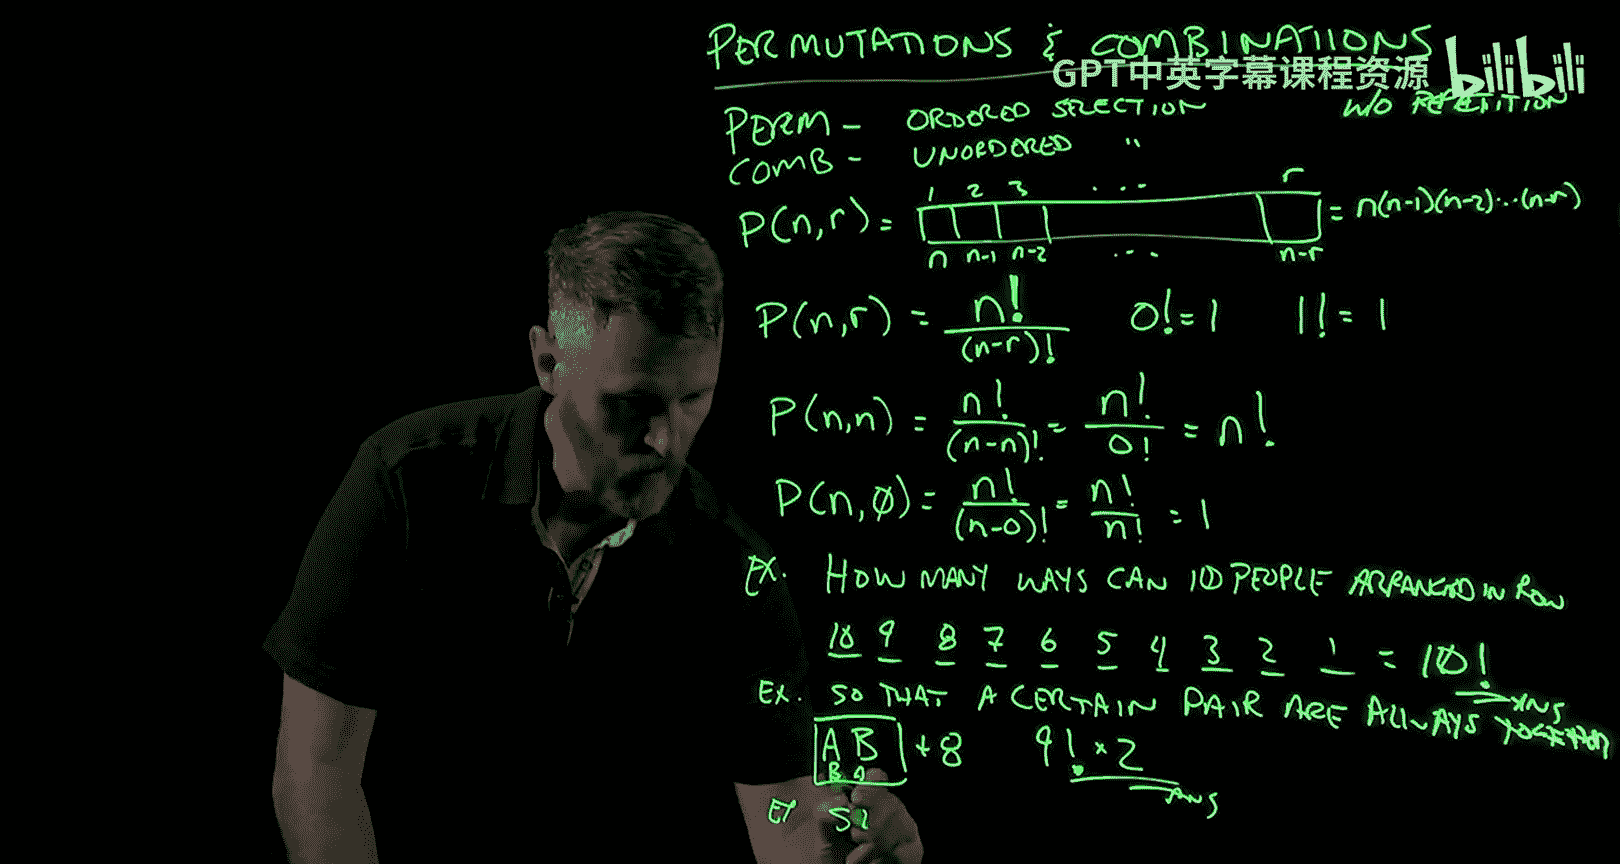 PERMUTATIONS & COMBINATIONS
GPT中英字幕课程资源 bilibili
PERM - ORDERED SELECTION W/O REPETITION
COMB - UNORDERED "
1 2 3 ... r
P(n,r) = = n(n-1)(n-2)...(n-r)
n n-1 n-2 ... n-r
P(n,r) = n!/(n-r)! 0! = 1 1! = 1
P(n,n) = n!/(n-n)! = n!/0! = n!
P(n,0) = n!/(n-0)! = n!/n! = 1
EX. HOW MANY WAYS CAN 10 PEOPLE ARRANGED IN ROW
10 9 8 7 6 5 4 3 2 1 = 10!
ANS
EX. SO THAT A CERTAIN PAIR ARE ALWAYS TOGETHER
A B + 8 9! × 2
B A
ANS
EX